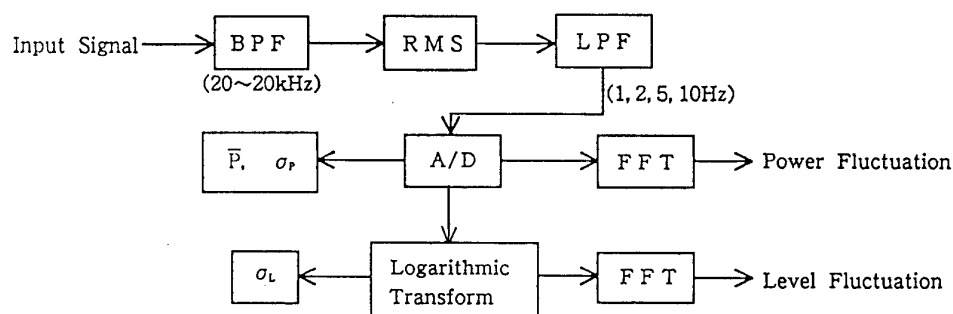 Input Signal
BPF
RMS
LPF
(20~20kHz)
(1, 2, 5, 10Hz)
P̅, σP
A/D
FFT
Power Fluctuation
σL
Logarithmic
Transform
FFT
Level Fluctuation